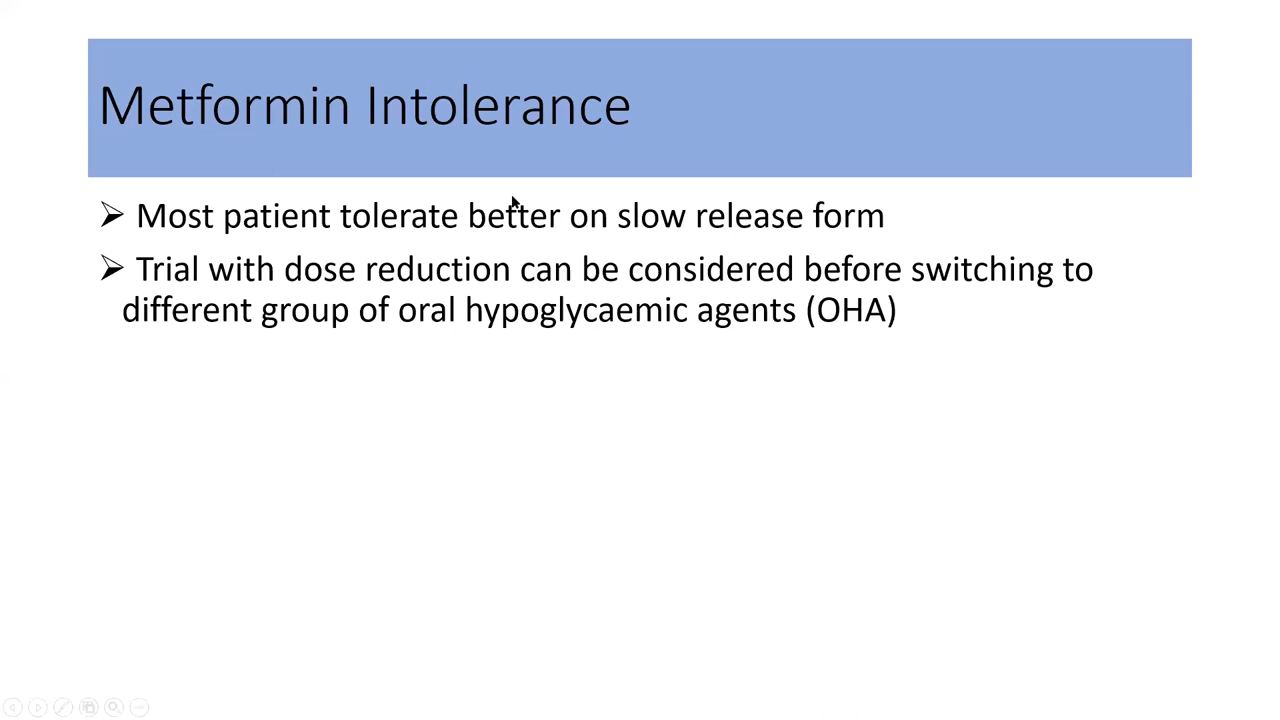 Metformin Intolerance
➢ Most patient tolerate better on slow release form
➢ Trial with dose reduction can be considered before switching to
different group of oral hypoglycaemic agents (OHA)